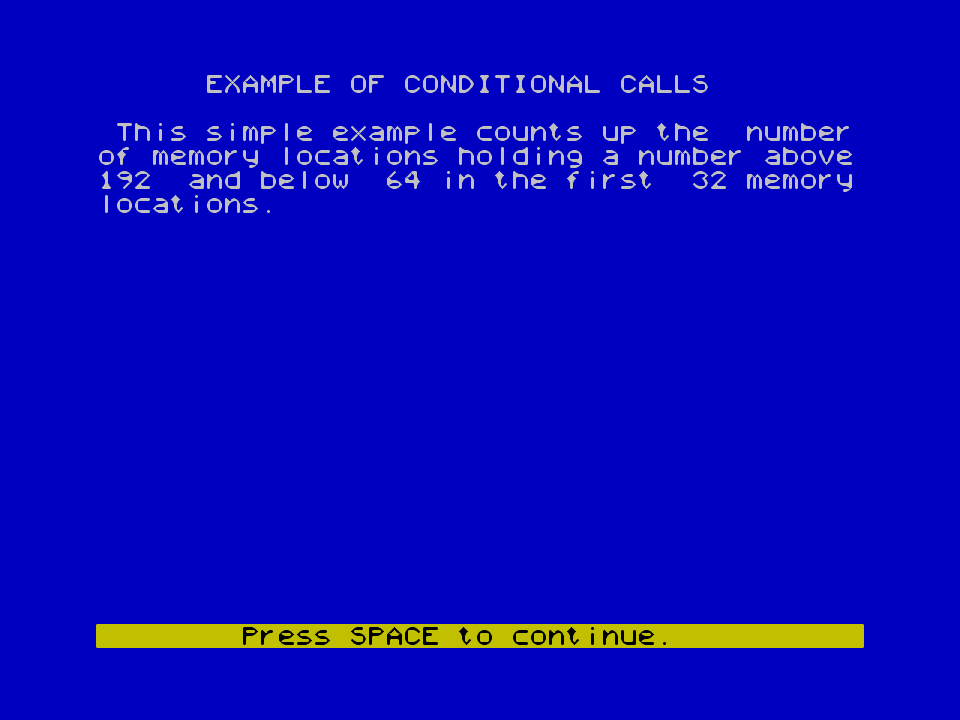 EXAMPLE OF CONDITIONAL CALLS
This simple example counts up the  number
of memory locations holding a number above
192  and below  64 in the first  32 memory
locations.
Press SPACE to continue.